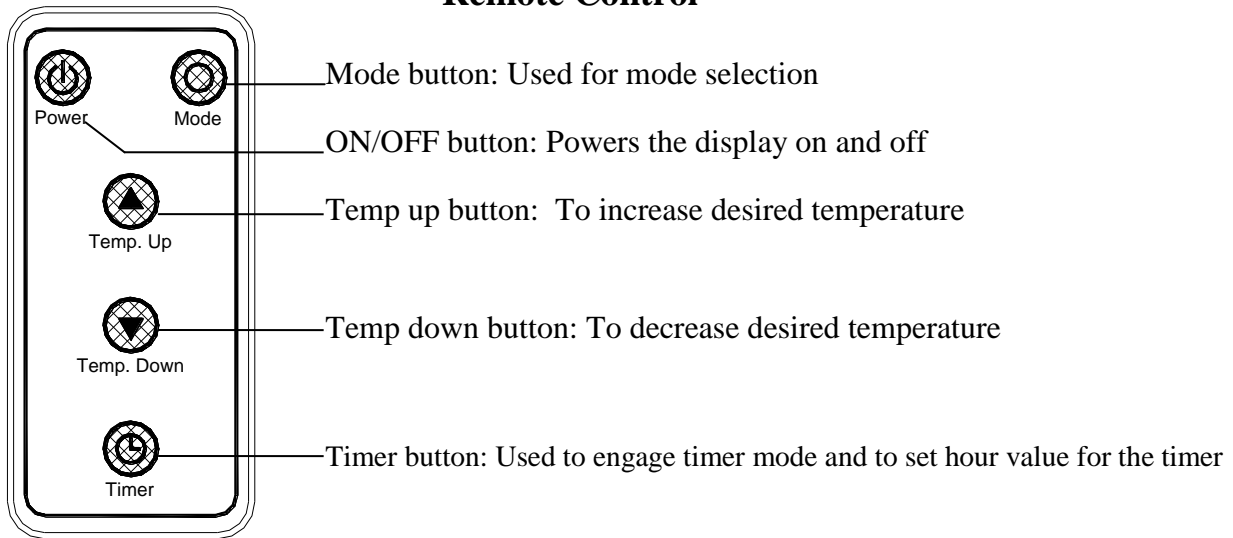 Remote Control
Mode button: Used for mode selection
Power
Mode
ON/OFF button: Powers the display on and off
Temp up button: To increase desired temperature
Temp. Up
Temp down button: To decrease desired temperature
Temp. Down
Timer button: Used to engage timer mode and to set hour value for the timer
Timer